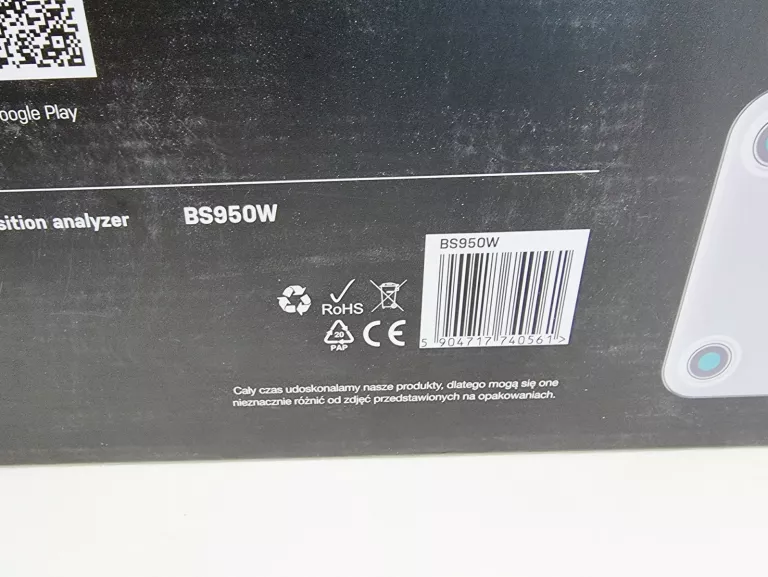 oogle Play
sition analyzer
BS950W
BS950W
RoHS
20
PAP
CE
5 904717 740561 >
Cały czas udoskonalamy nasze produkty, dlatego mogą się one
nieznacznie różnić od zdjęć przedstawionych na opakowaniach.